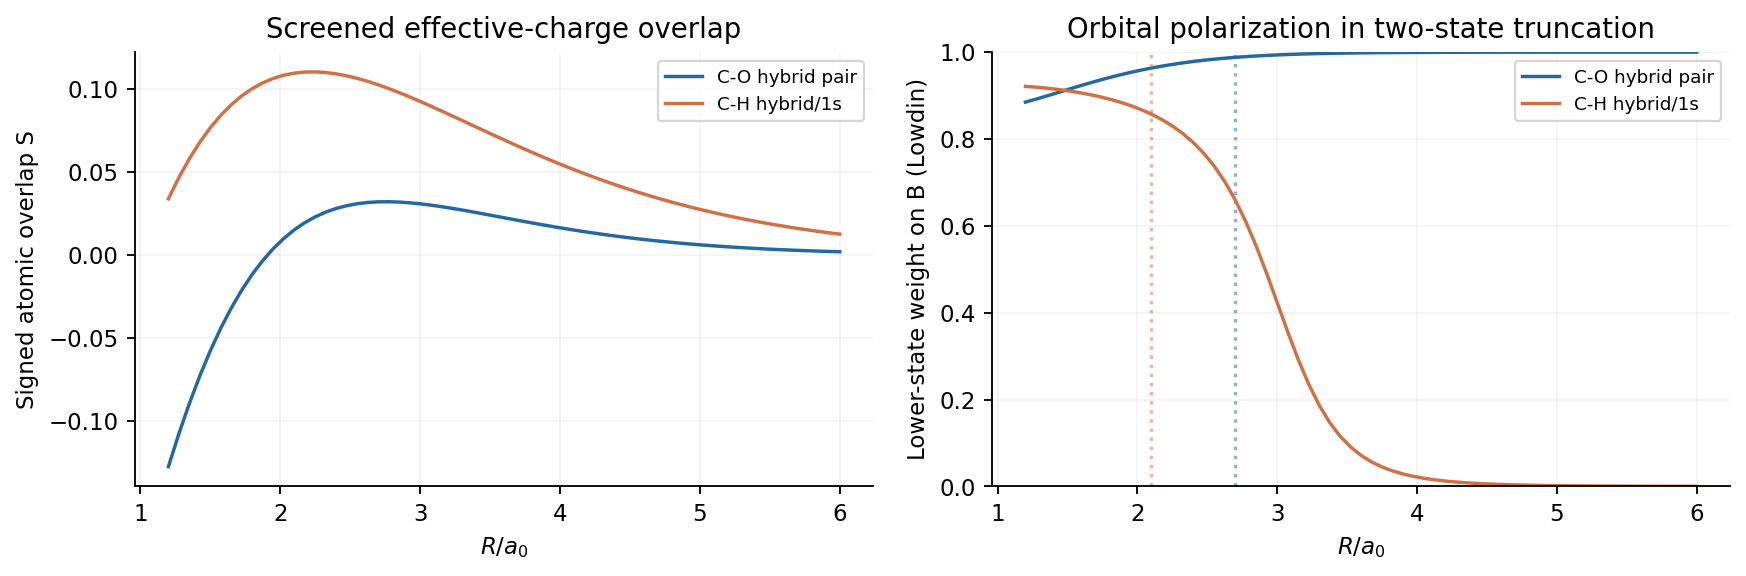 Screened effective-charge overlap
Signed atomic overlap S
0.10
0.05
0.00
−0.05
−0.10
C-O hybrid pair
C-H hybrid/1s
1
2
3
4
5
6
R/a₀
Orbital polarization in two-state truncation
Lower-state weight on B (Lowdin)
1.0
0.8
0.6
0.4
0.2
0.0
C-O hybrid pair
C-H hybrid/1s
1
2
3
4
5
6
R/a₀